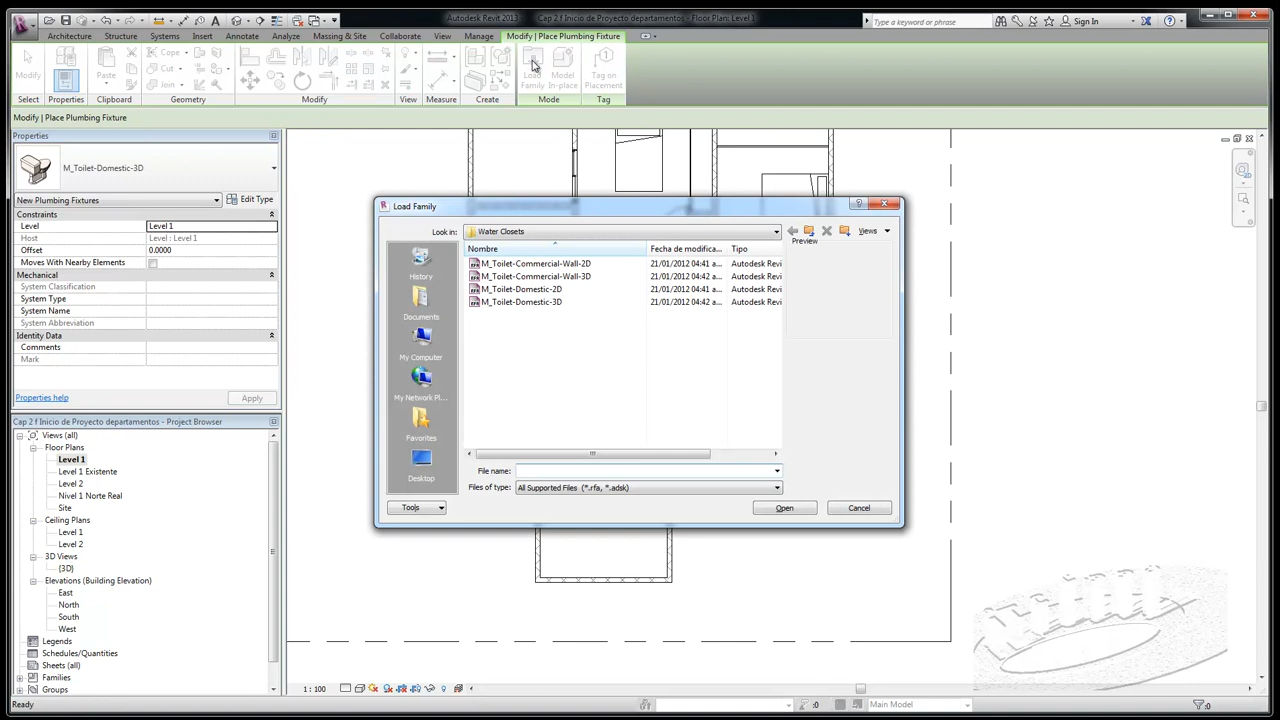 Autodesk Revit 2013 Cap 2 f Inicio de Proyecto departamentos - Floor Plan: Level 1
Type a keyword or phrase
Sign In
Architecture Structure Systems Insert Annotate Analyze Massing & Site Collaborate View Manage Modify | Place Plumbing Fixture
Modify
Paste
Cope
Cut
Join
Load Family
Model In-place
Tag on Placement
Select Properties Clipboard Geometry Modify View Measure Create Mode Tag
Modify | Place Plumbing Fixture
Properties
M_Toilet-Domestic-3D
New Plumbing Fixtures
Edit Type
Constraints
Level Level 1
Host Level : Level 1
Offset 0.0000
Moves With Nearby Elements
Mechanical
System Classification
System Type
System Name
System Abbreviation
Identity Data
Comments
Mark
Properties help
Apply
Cap 2 f Inicio de Proyecto departamentos - Project Browser
Views (all)
Floor Plans
Level 1
Level 1 Existente
Level 2
Nivel 1 Norte Real
Site
Ceiling Plans
Level 1
Level 2
3D Views
{3D}
Elevations (Building Elevation)
East
North
South
West
Legends
Schedules/Quantities
Sheets (all)
Families
Groups
Load Family
Look in: Water Closets
Views
Preview
Nombre Fecha de modifica... Tipo
M_Toilet-Commercial-Wall-2D 21/01/2012 04:41 a... Autodesk Revi
M_Toilet-Commercial-Wall-3D 21/01/2012 04:42 a... Autodesk Revi
M_Toilet-Domestic-2D 21/01/2012 04:41 a... Autodesk Revi
M_Toilet-Domestic-3D 21/01/2012 04:42 a... Autodesk Revi
History
Documents
My Computer
My Network Pl...
Favorites
Desktop
File name:
Files of type: All Supported Files (*.rfa, *.adsk)
Tools
Open
Cancel
1 : 100
Ready
:0
Main Model
:0